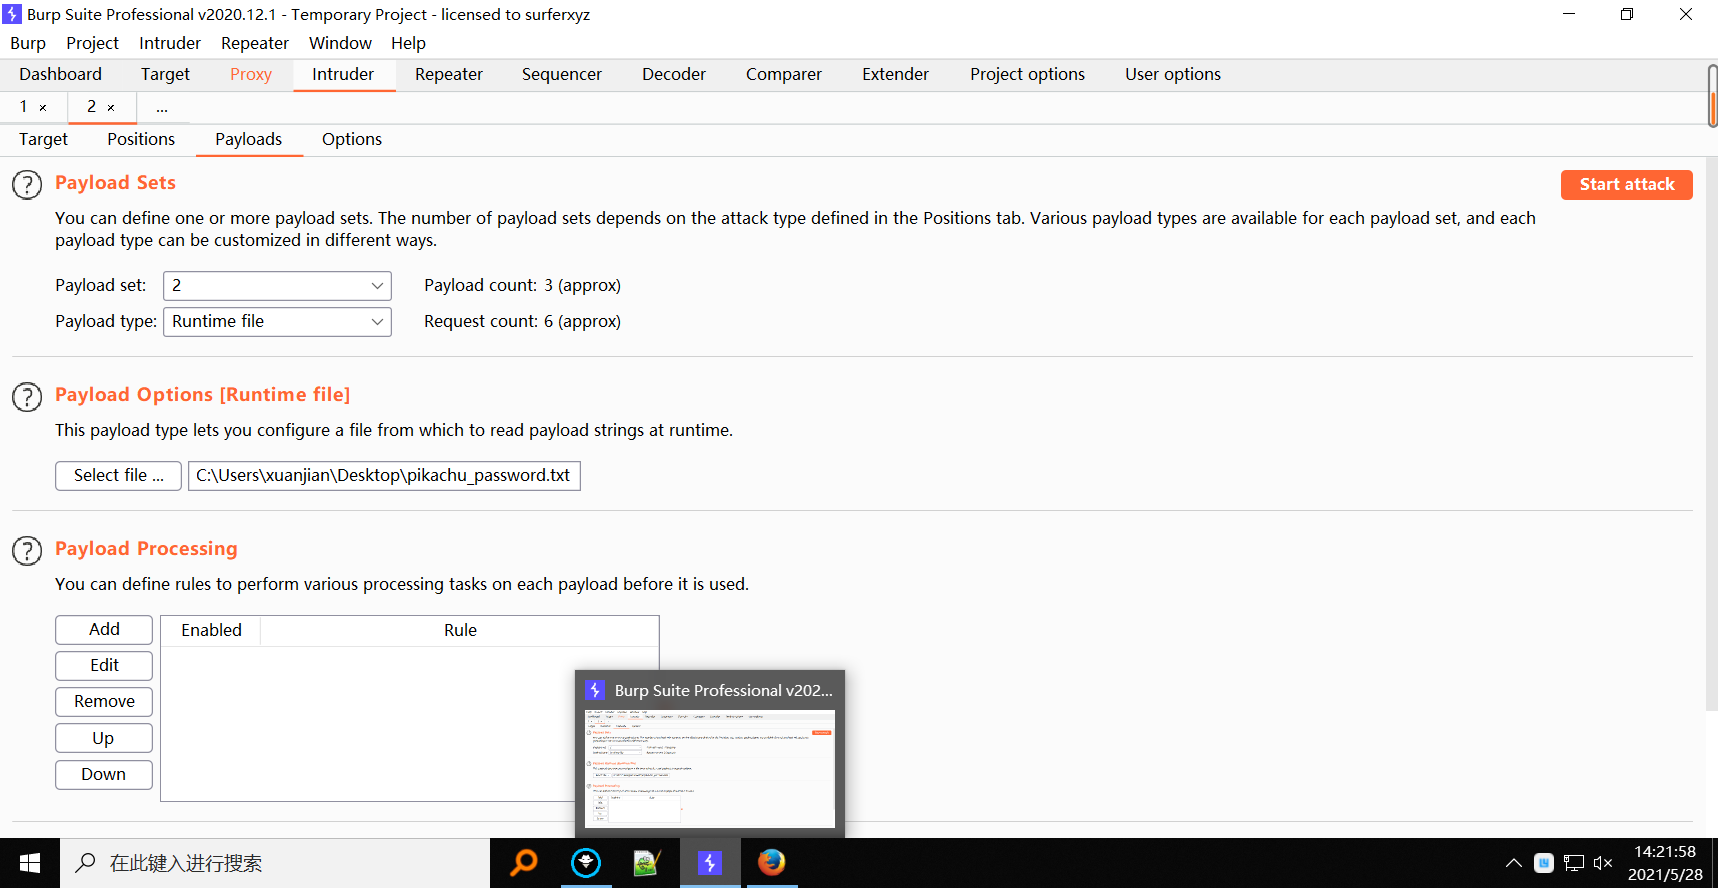 Burp Suite Professional v2020.12.1 - Temporary Project - licensed to surferxyz
Burp Project Intruder Repeater Window Help
Dashboard Target Proxy Intruder Repeater Sequencer Decoder Comparer Extender Project options User options
1 × 2 × ...
Target Positions Payloads Options
? Payload Sets Start attack
You can define one or more payload sets. The number of payload sets depends on the attack type defined in the Positions tab. Various payload types are available for each payload set, and each
payload type can be customized in different ways.
Payload set: 2 Payload count: 3 (approx)
Payload type: Runtime file Request count: 6 (approx)
? Payload Options [Runtime file]
This payload type lets you configure a file from which to read payload strings at runtime.
Select file ... C:\Users\xuanjian\Desktop\pikachu_password.txt
? Payload Processing
You can define rules to perform various processing tasks on each payload before it is used.
Add Enabled Rule
Edit
Remove
Up
Down
Burp Suite Professional v202...
在此键入进行搜索
14:21:58
2021/5/28